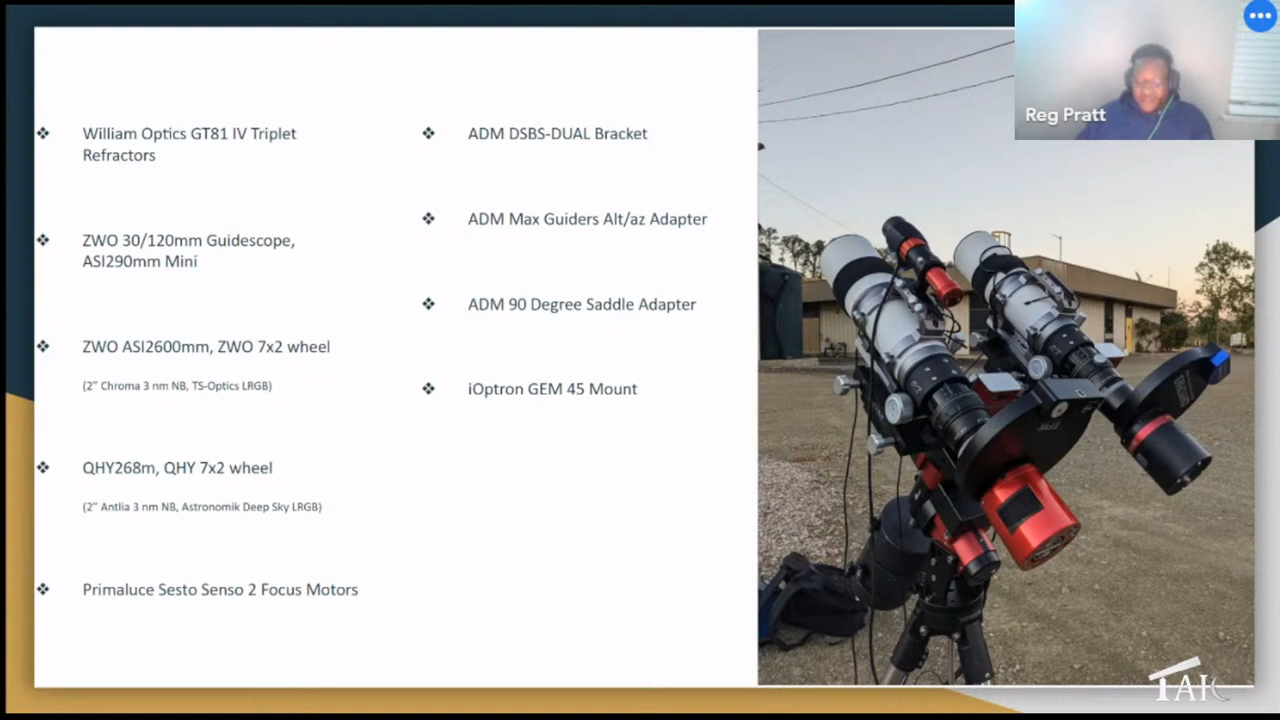 Reg Pratt
William Optics GT81 IV Triplet
Refractors
ZWO 30/120mm Guidescope,
ASI290mm Mini
ZWO ASI2600mm, ZWO 7x2 wheel
(2” Chroma 3 nm NB, TS-Optics LRGB)
QHY268m, QHY 7x2 wheel
(2” Antlia 3 nm NB, Astronomik Deep Sky LRGB)
Primaluce Sesto Senso 2 Focus Motors
ADM DSBS-DUAL Bracket
ADM Max Guiders Alt/az Adapter
ADM 90 Degree Saddle Adapter
iOptron GEM 45 Mount
TAIC